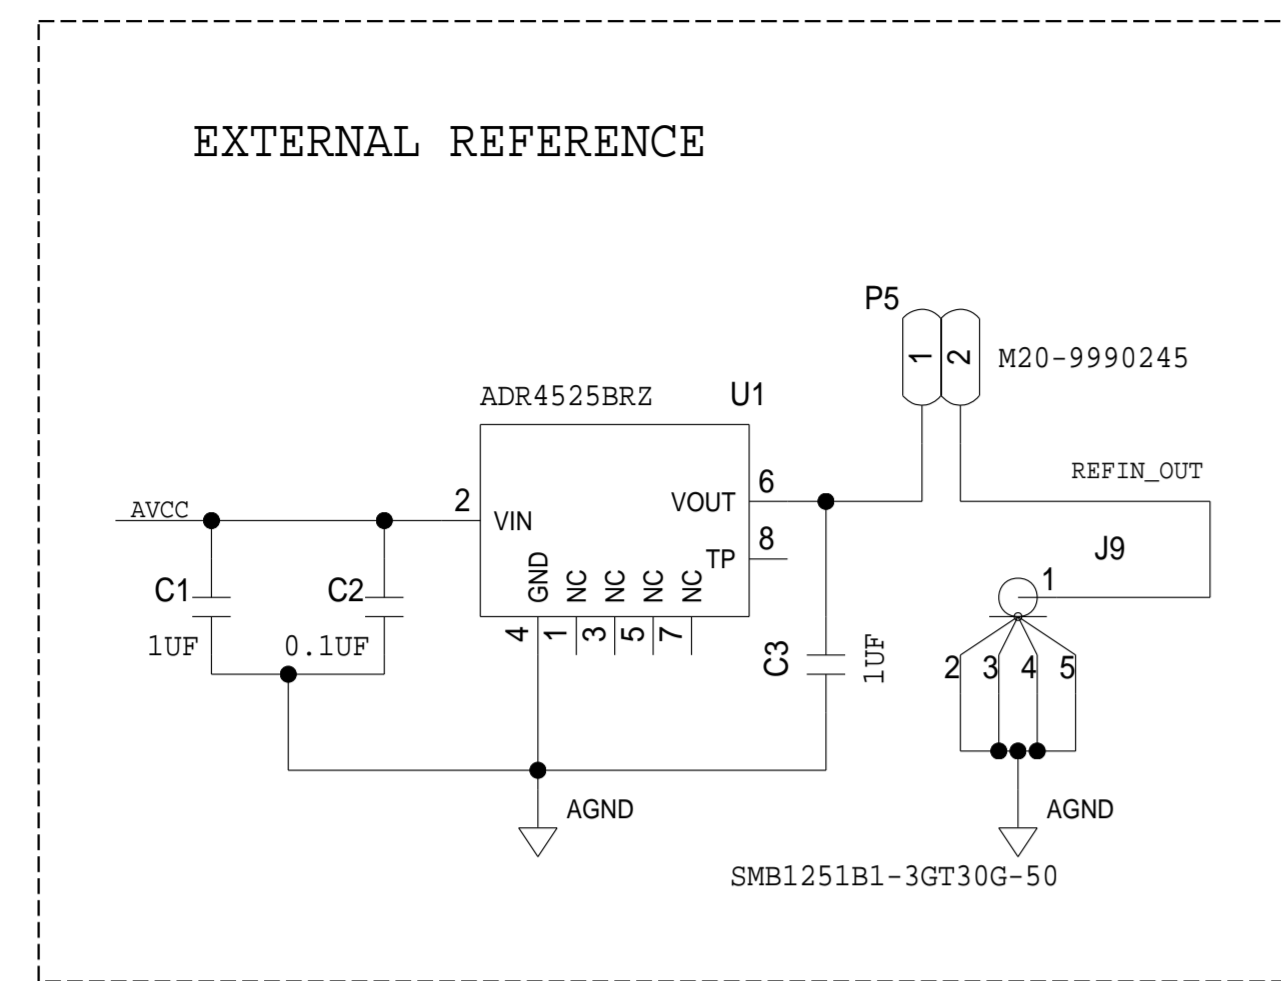 EXTERNAL REFERENCE
P5
1 2
M20-9990245
ADR4525BRZ
U1
REFIN_OUT
AVCC
2
VIN
VOUT
6
TP
8
GND
NC
NC
NC
NC
4
1
3
5
7
C1
1UF
C2
0.1UF
C3
1UF
J9
1
2
3
4
5
AGND
AGND
SMB1251B1-3GT30G-50